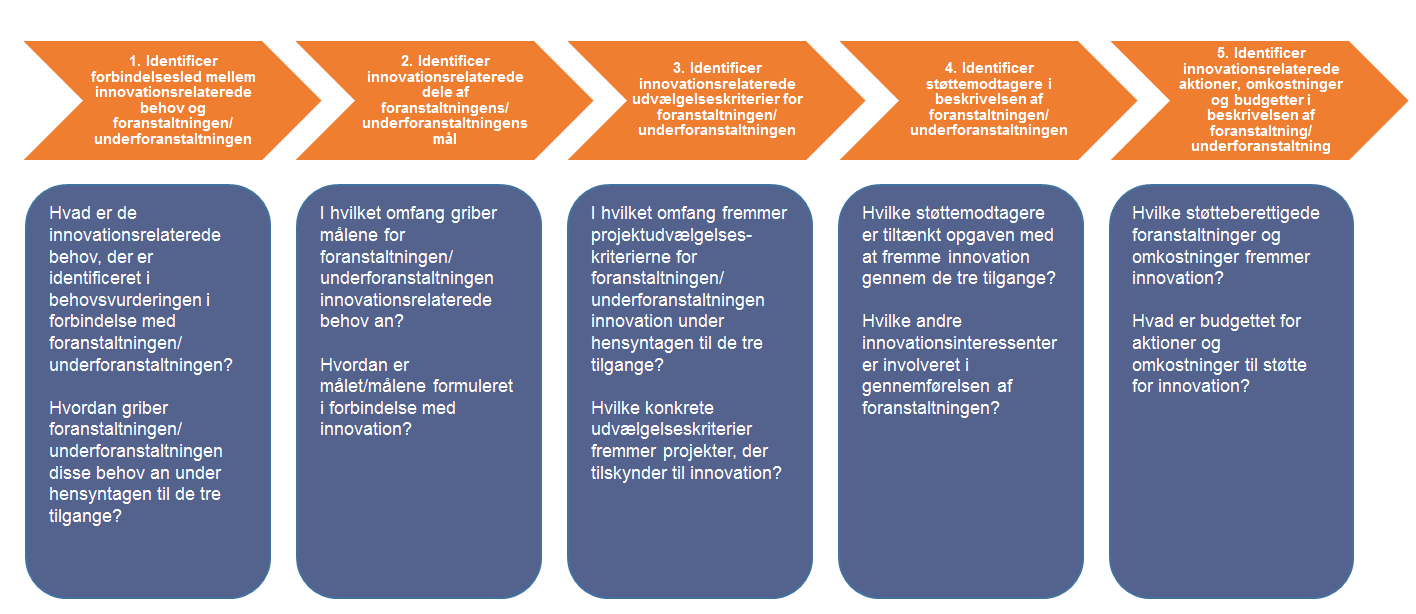 1. Identificer
forbindelsesled mellem
innovationsrelaterede
behov og
foranstaltningen/
underforanstaltningen
2. Identificer
innovationsrelaterede
dele af
foranstaltningens/
underforanstaltningens
mål
3. Identificer
innovationsrelaterede
udvælgelseskriterier for
foranstaltningen/
underforanstaltningen
4. Identificer
støttemodtagere i
beskrivelsen af
foranstaltningen/
underforanstaltningen
5. Identificer
innovationsrelaterede
aktioner, omkostninger
og budgetter i
beskrivelsen af
foranstaltning/
underforanstaltning
Hvad er de
innovationsrelaterede
behov, der er
identificeret i
behovsvurderingen i
forbindelse med
foranstaltningen/
underforanstaltningen?
Hvordan griber
foranstaltningen/
underforanstaltningen
disse behov an under
hensyntagen til de tre
tilgange?
I hvilket omfang griber
målene for
foranstaltningen/
underforanstaltningen
innovationsrelaterede
behov an?
Hvordan er
målet/målene formuleret
i forbindelse med
innovation?
I hvilket omfang fremmer
projektudvælgelses-
kriterierne for
foranstaltningen/
underforanstaltningen
innovation under
hensyntagen til de tre
tilgange?
Hvilke konkrete
udvælgelseskriterier
fremmer projekter, der
tilskynder til innovation?
Hvilke støttemodtagere
er tiltænkt opgaven med
at fremme innovation
gennem de tre tilgange?
Hvilke andre
innovationsinteressenter
er involveret i
gennemførelsen af
foranstaltningen?
Hvilke støtteberettigede
foranstaltninger og
omkostninger fremmer
innovation?
Hvad er budgettet for
aktioner og
omkostninger til støtte
for innovation?